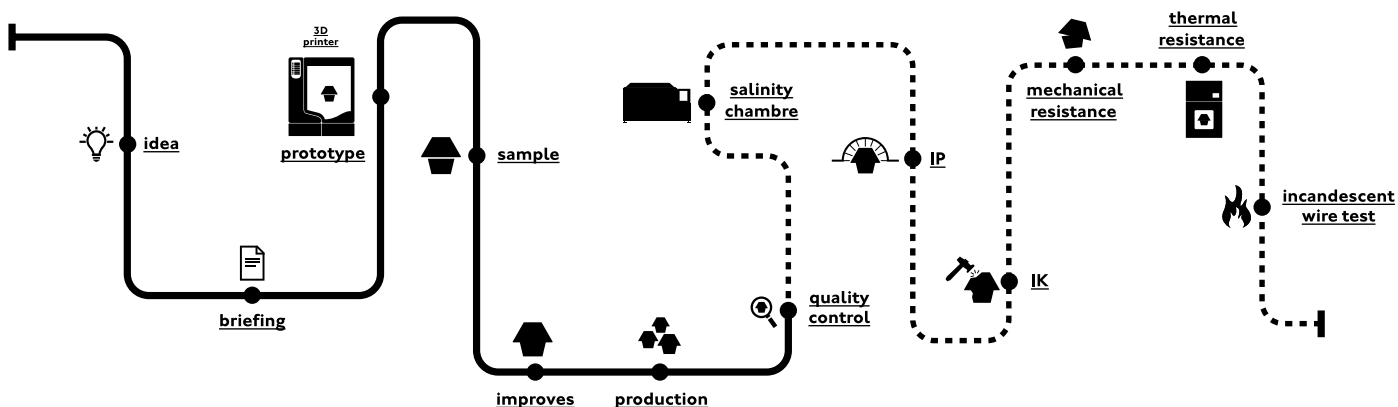 idea
briefing
3D
printer
prototype
sample
improves
production
quality
control
salinity
chambre
IP
IK
mechanical
resistance
thermal
resistance
incandescent
wire test